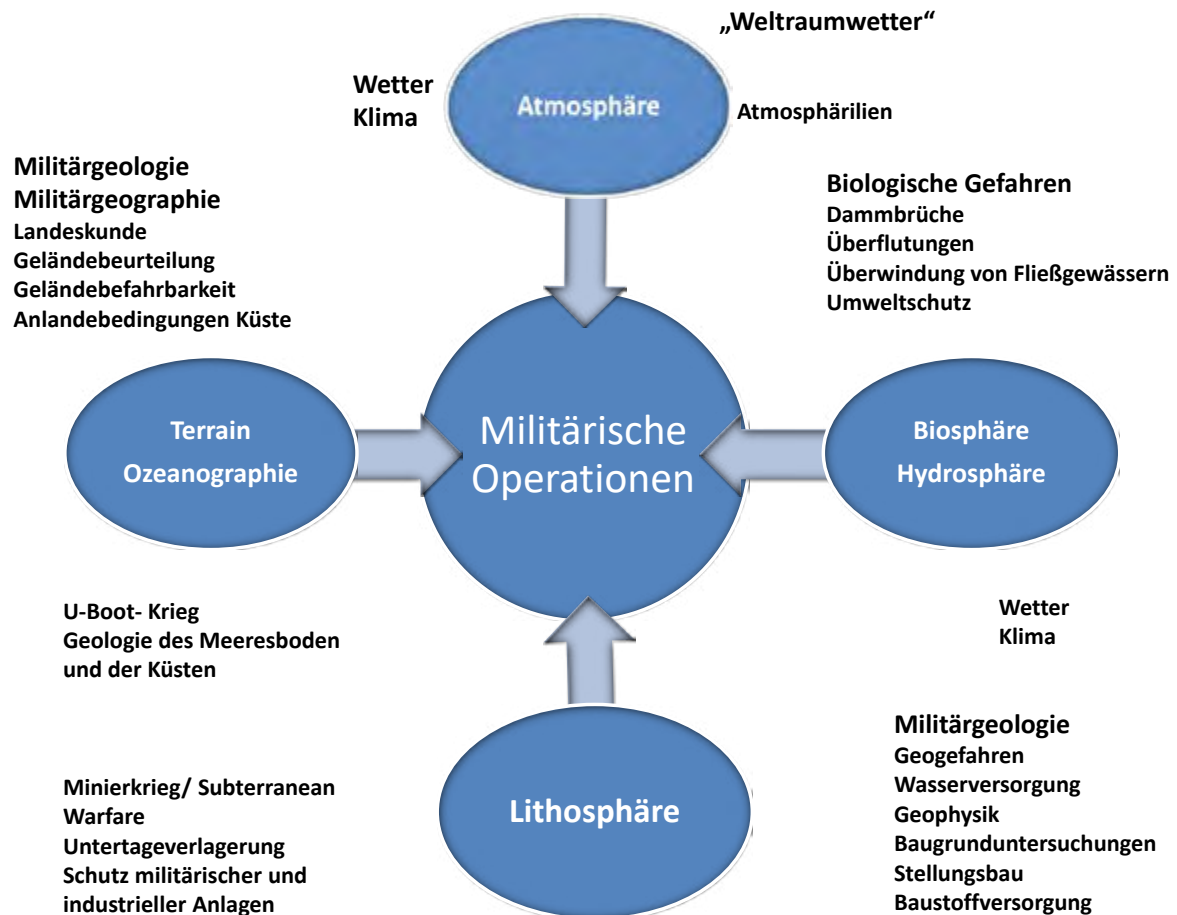 „Weltraumwetter“
Wetter
Klima
Atmosphäre
Atmosphärilien
Militärgeologie
Militärgeographie
Landeskunde
Geländebeurteilung
Geländebefahrbarkeit
Anlandebedingungen Küste
Biologische Gefahren
Dammbrüche
Überflutungen
Überwindung von Fließgewässern
Umweltschutz
Terrain
Ozeanographie
Militärische
Operationen
Biosphäre
Hydrosphäre
U-Boot- Krieg
Geologie des Meeresboden
und der Küsten
Wetter
Klima
Minierkrieg/ Subterranean
Warfare
Untertageverlagerung
Schutz militärischer und
industrieller Anlagen
Lithosphäre
Militärgeologie
Geogefahren
Wasserversorgung
Geophysik
Baugrunduntersuchungen
Stellungsbau
Baustoffversorgung